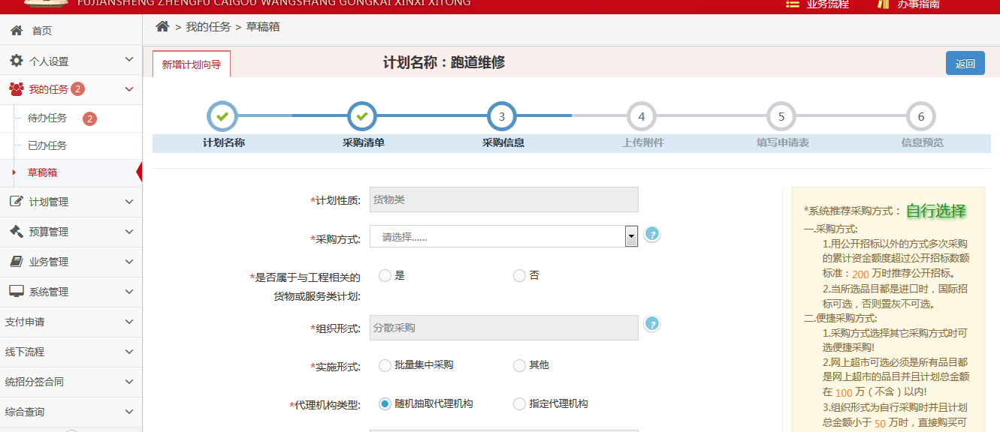 FUJIANSHENG ZHENGFU CAIGOU WANGSHANG GONGKAI XINXI XITONG
业务流程
办事指南
首页
个人设置
我的任务 2
待办任务 2
已办任务
草稿箱
计划管理
预算管理
业务管理
系统管理
支付申请
线下流程
统招分签合同
综合查询
> 我的任务 > 草稿箱
新增计划向导
计划名称：跑道维修
返回
3 4 5 6
计划名称 采购清单 采购信息 上传附件 填写申请表 信息预览
*计划性质: 货物类
*采购方式: 请选择......
?
*是否属于与工程相关的
货物或服务类计划:
是 否
*组织形式: 分散采购
?
*实施形式: 批量集中采购 其他
*代理机构类型: 随机抽取代理机构 指定代理机构
*系统推荐采购方式： 自行选择
一.采购方式:
1.用公开招标以外的方式多次采购
的累计资金额度超过公开招标数额
标准：200 万时推荐公开招标。
2.当所选品目都是进口时，国际招
标可选，否则置灰不可选。
二.便捷采购方式:
1.采购方式选择其它采购方式时可
选便捷采购!
2.网上超市可选必须是所有品目都
是网上超市的品目并且计划总金额
在 100 万（不含）以内!
3.组织形式为自行采购时并且计划
总金额小于 50 万时，直接购买可